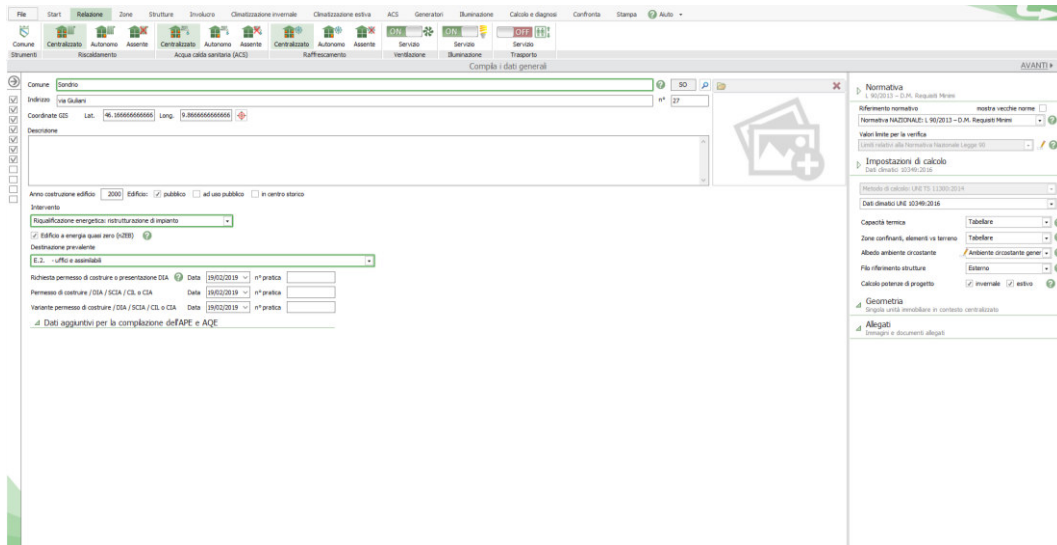 File Start Relazione Zone Strutture Involucro Climatizzazione invernale Climatizzazione estiva ACS Generatori Illuminazione Calcolo e diagnosi Confronta Stampa Aiuto
ON ON OFF
Comune Centralizzato Autonomo Assente Centralizzato Autonomo Assente Centralizzato Autonomo Assente Servizio Servizio Servizio
Strumenti Riscaldamento Acqua calda sanitaria (ACS) Raffrescamento Ventilazione Illuminazione Trasporto
Compila i dati generali AVANTI
Comune Sondrio SO
Indirizzo via Giuliani n° 27
Coordinate GIS Lat. 46.166666666666 Long. 9.8666666666666
Descrizione
Anno costruzione edificio 2000 Edificio: pubblico ad uso pubblico in centro storico
Intervento
Riqualificazione energetica: ristrutturazione di impianto
Edificio a energia quasi zero (nZEB)
Destinazione prevalente
E.2. - uffici e assimilabili
Richiesta permesso di costruire o presentazione DIA Data 19/02/2019 n° pratica
Permesso di costruire / DIA / SCIA / CIL o CIA Data 19/02/2019 n° pratica
Variante permesso di costruire / DIA / SCIA / CIL o CIA Data 19/02/2019 n° pratica
Dati aggiuntivi per la compilazione dell'APE e AQE
Normativa
L 90/2013 – D.M. Requisiti Minimi
Riferimento normativo mostra vecchie norme
Normativa NAZIONALE: L 90/2013 – D.M. Requisiti Minimi
Valori limite per la verifica
Limiti relativi alla Normativa Nazionale Legge 90
Impostazioni di calcolo
Dati climatici 10349:2016
Metodo di calcolo: UNI TS 11300:2014
Dati climatici UNI 10349:2016
Capacità termica Tabellare
Zone confinanti, elementi vs terreno Tabellare
Albedo ambiente circostante Ambiente circostante gener
Filo riferimento strutture Esterno
Calcolo potenze di progetto invernale estivo
Geometria
Singola unità immobiliare in contesto centralizzato
Allegati
Immagini e documenti allegati